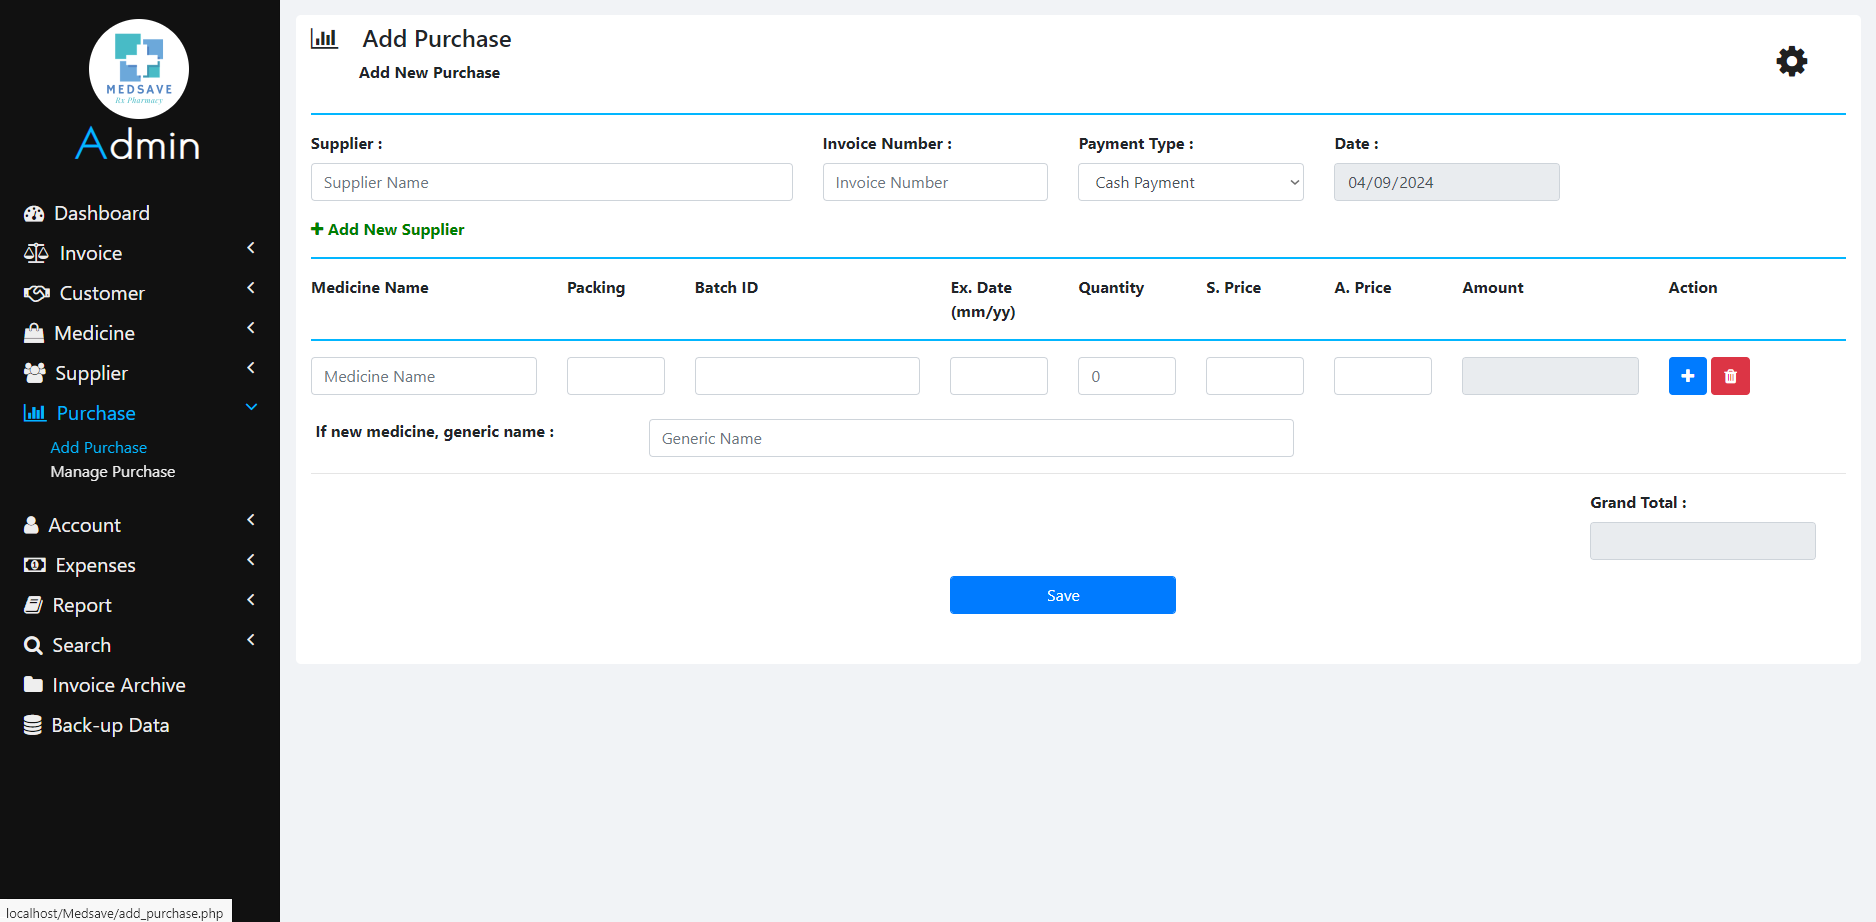 MEDSAVE
Rx Pharmacy
Admin
Dashboard
Invoice
Customer
Medicine
Supplier
Purchase
Add Purchase
Manage Purchase
Account
Expenses
Report
Search
Invoice Archive
Back-up Data
localhost/Medsave/add_purchase.php
Add Purchase
Add New Purchase
Supplier : Invoice Number : Payment Type : Date :
Supplier Name Invoice Number Cash Payment 04/09/2024
Add New Supplier
Medicine Name Packing Batch ID Ex. Date (mm/yy) Quantity S. Price A. Price Amount Action
Medicine Name 0
If new medicine, generic name : Generic Name
Grand Total :
Save